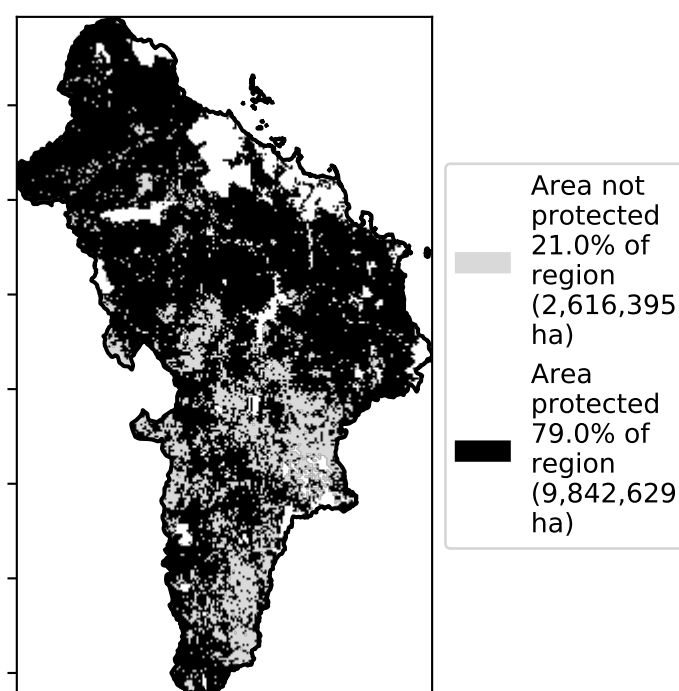 Area not
protected
21.0% of
region
(2,616,395
ha)
Area
protected
79.0% of
region
(9,842,629
ha)